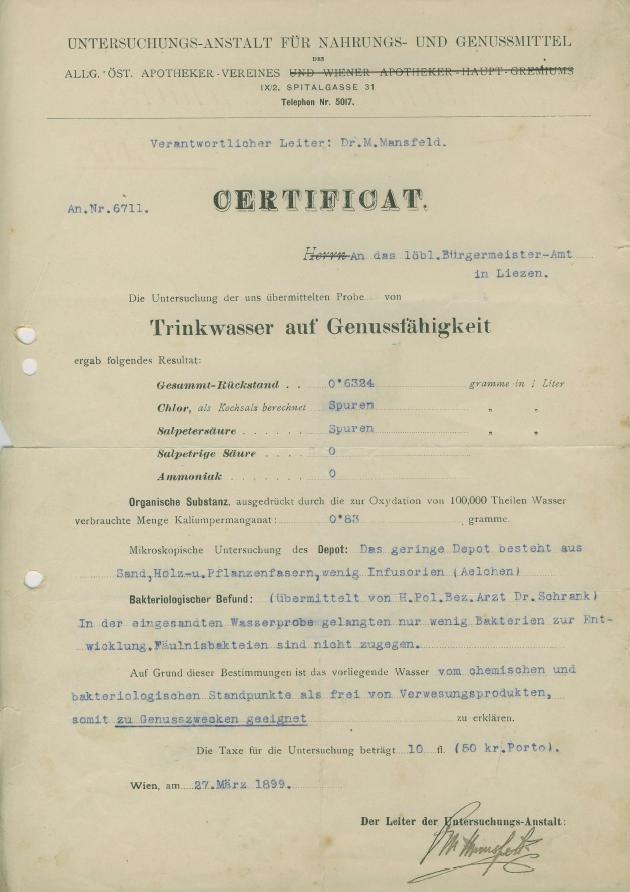 UNTERSUCHUNGS-ANSTALT FÜR NAHRUNGS- UND GENUSSMITTEL
DES
ALLG. ÖST. APOTHEKER-VEREINES UND WIENER APOTHEKER-HAUPT-GREMIUMS
IX/2, SPITALGASSE 31
Telephon Nr. 5017.
Verantwortlicher Leiter: Dr.M.Mansfeld.
An.Nr.6711.
CERTIFICAT.
Herrn An das löbl.Bürgermeister-Amt
in Liezen.
Die Untersuchung der uns übermittelten Probe von
Trinkwasser auf Genussfähigkeit
ergab folgendes Resultat:
Gesammt-Rückstand . . 0*6324 gramme in 1 Liter
Chlor, als Kochsalz berechnet Spuren " "
Salpetersäure . . . . . . Spuren " "
Salpetrige Säure . . . . 0
Ammoniak . . . . . . . 0
Organische Substanz, ausgedrückt durch die zur Oxydation von 100,000 Theilen Wasser
verbrauchte Menge Kaliumpermanganat: 0*83 gramme.
Mikroskopische Untersuchung des Depot: Das geringe Depot besteht aus
Sand,Holz-u.Pflanzenfasern,wenig Infusorien (Aelchen)
Bakteriologischer Befund: (übermittelt von H.Pol.Bez.Arzt Dr.Schrank)
In der eingesandten Wasserprobe gelangten nur wenig Bakterien zur Ent-
wicklung.Fäulnisbakteien sind nicht zugegen.
Auf Grund dieser Bestimmungen ist das vorliegende Wasser vom chemischen und
bakteriologischen Standpunkte als frei von Verwesungsprodukten,
somit zu Genusszwecken geeignet zu erklären.
Die Taxe für die Untersuchung beträgt 10 fl. (50 kr.Porto).
Wien, am 27.März 1899.
Der Leiter der Untersuchungs-Anstalt: